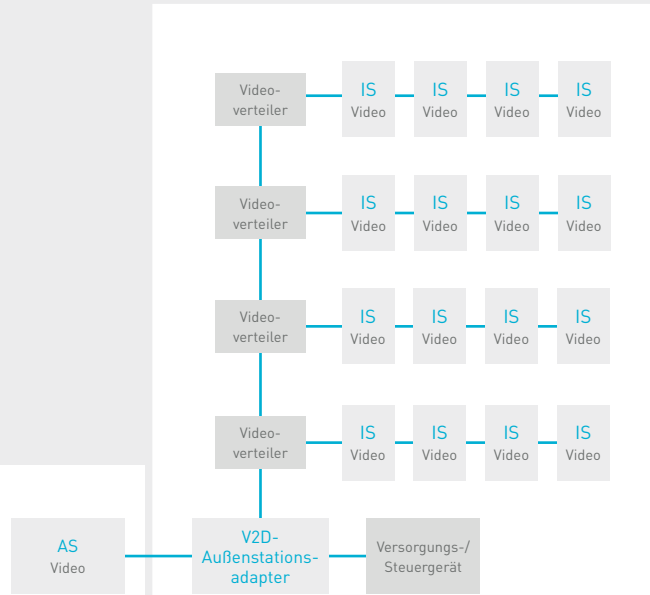 Video-
verteiler
IS
Video
IS
Video
IS
Video
IS
Video
Video-
verteiler
IS
Video
IS
Video
IS
Video
IS
Video
Video-
verteiler
IS
Video
IS
Video
IS
Video
IS
Video
Video-
verteiler
IS
Video
IS
Video
IS
Video
IS
Video
AS
Video
V2D-
Außenstations-
adapter
Versorgungs-/
Steuergerät